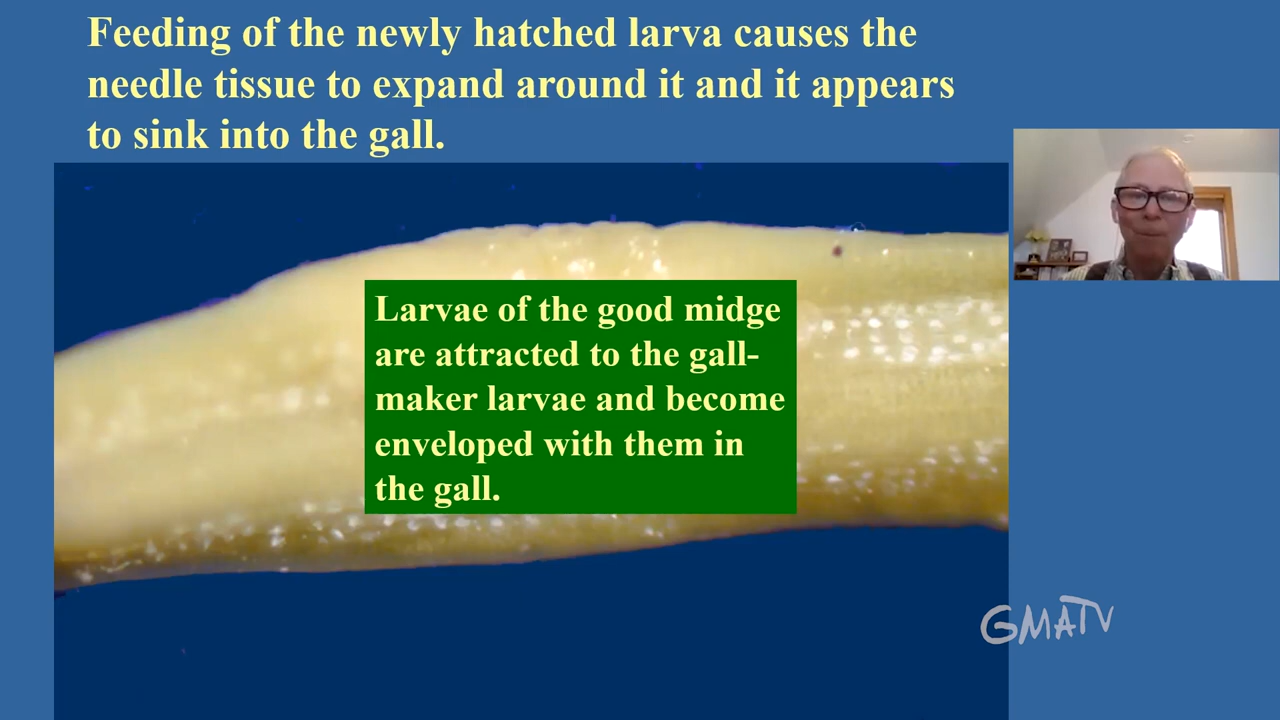 Feeding of the newly hatched larva causes the
needle tissue to expand around it and it appears
to sink into the gall.
Larvae of the good midge
are attracted to the gall-
maker larvae and become
enveloped with them in
the gall.
GMATV